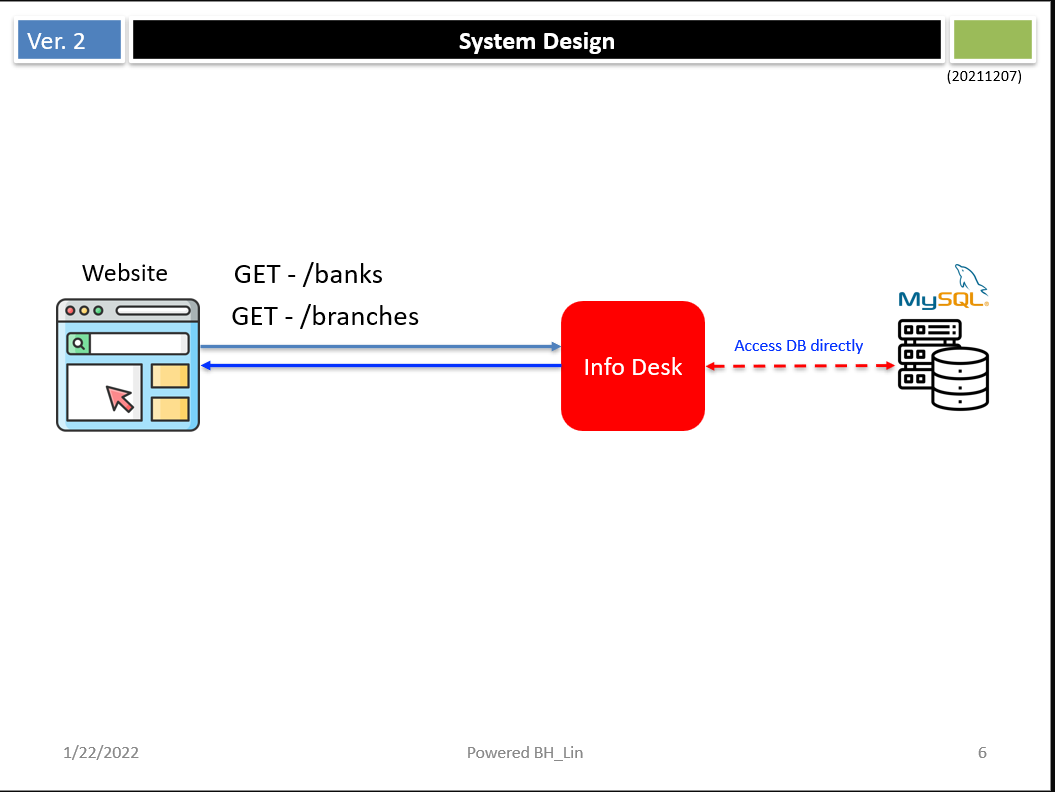 Ver. 2
System Design
(20211207)
Website
GET - /banks
GET - /branches
Info Desk
Access DB directly
MySQL®
1/22/2022
Powered BH_Lin
6